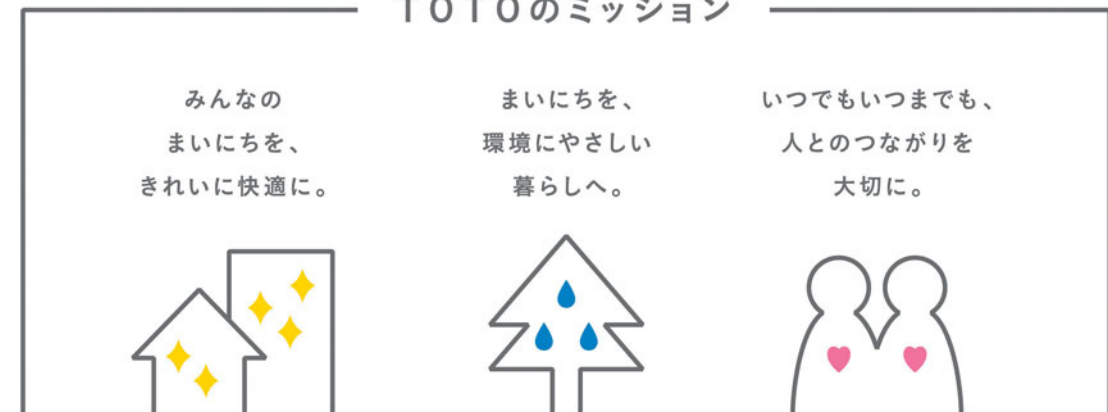 TOTOのミッション
みんなの
まいにちを、
きれいに快適に。
まいにちを、
環境にやさしい
暮らしへ。
いつでもいつまでも、
人とのつながりを
大切に。